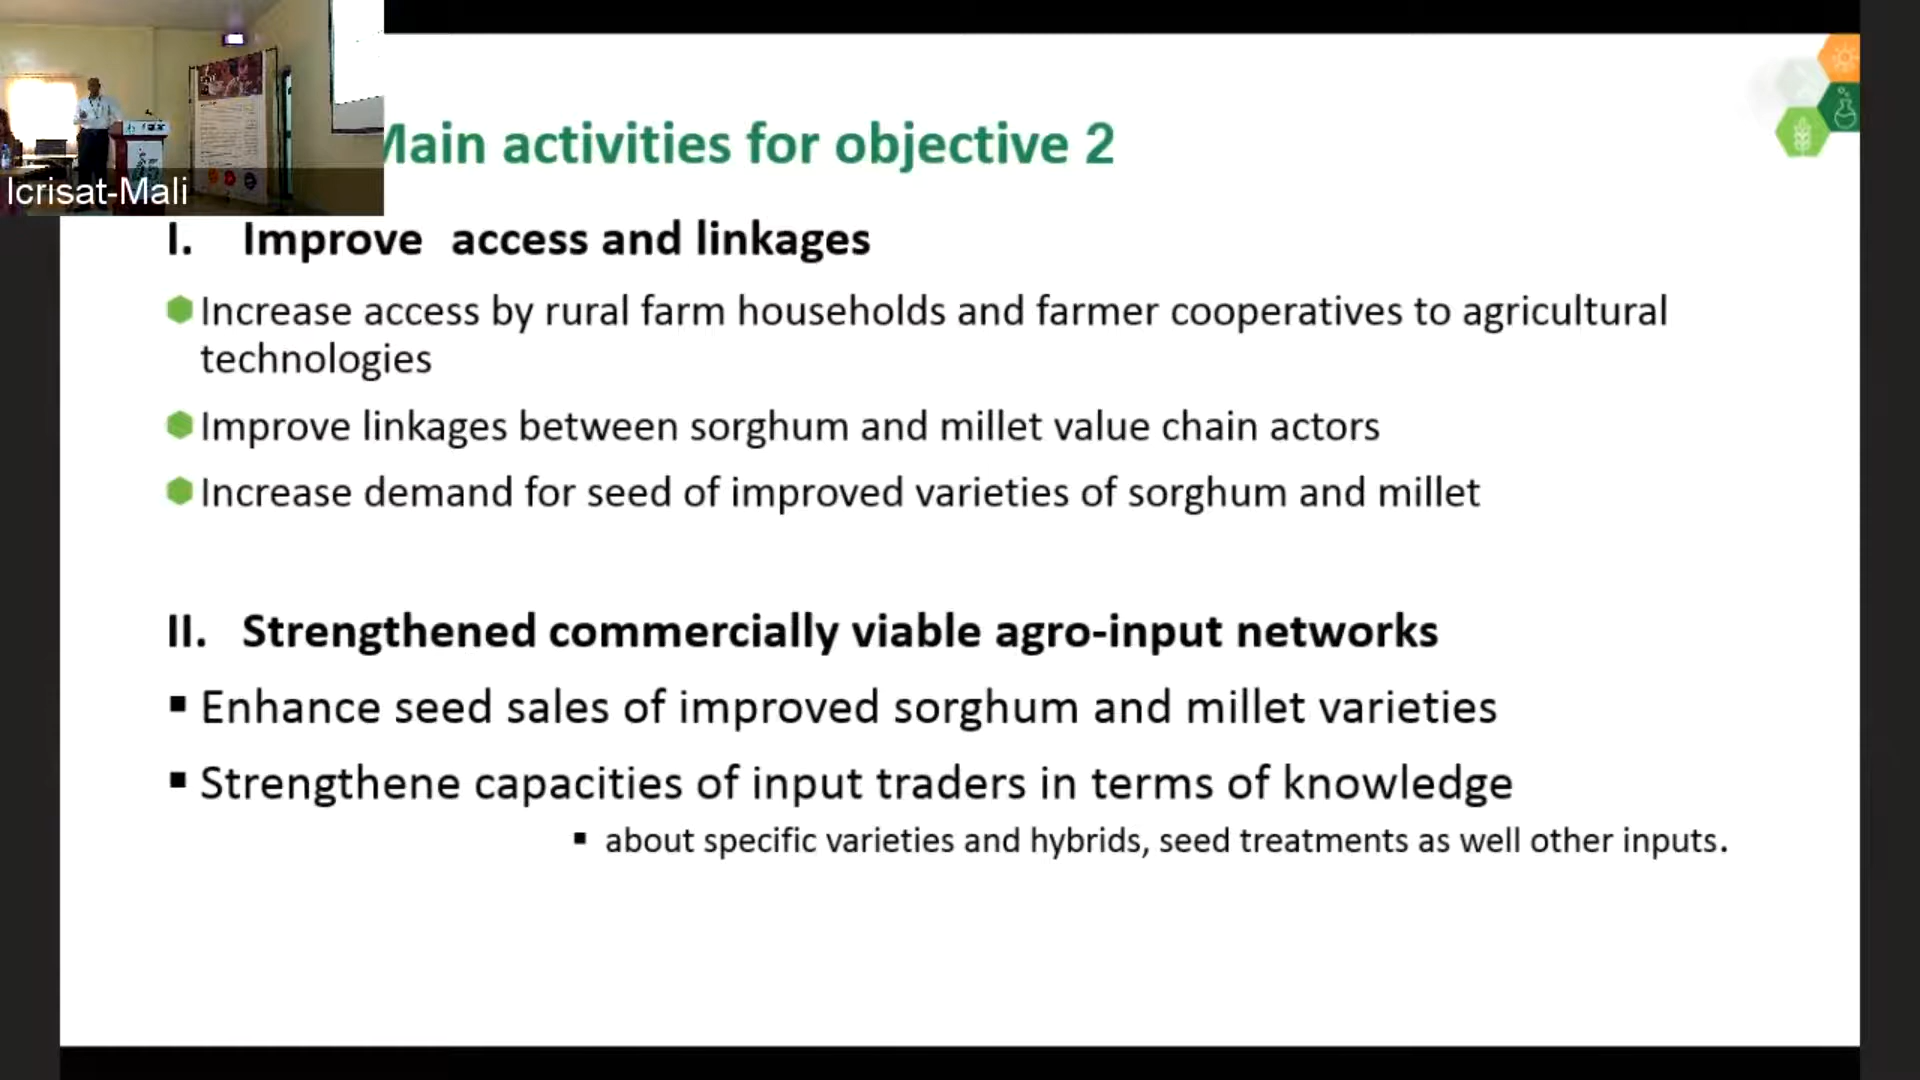 Icrisat-Mali
Main activities for objective 2
I. Improve access and linkages
Increase access by rural farm households and farmer cooperatives to agricultural
technologies
Improve linkages between sorghum and millet value chain actors
Increase demand for seed of improved varieties of sorghum and millet
II. Strengthened commercially viable agro-input networks
Enhance seed sales of improved sorghum and millet varieties
Strengthene capacities of input traders in terms of knowledge
about specific varieties and hybrids, seed treatments as well other inputs.